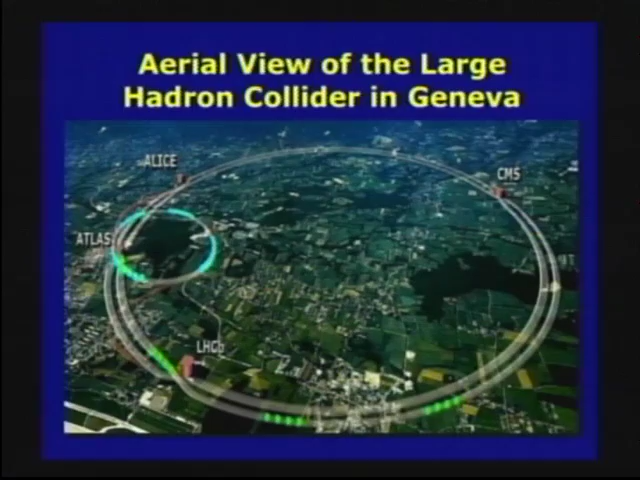 Aerial View of the Large
Hadron Collider in Geneva
ALICE
CMS
ATLAS
LHCb